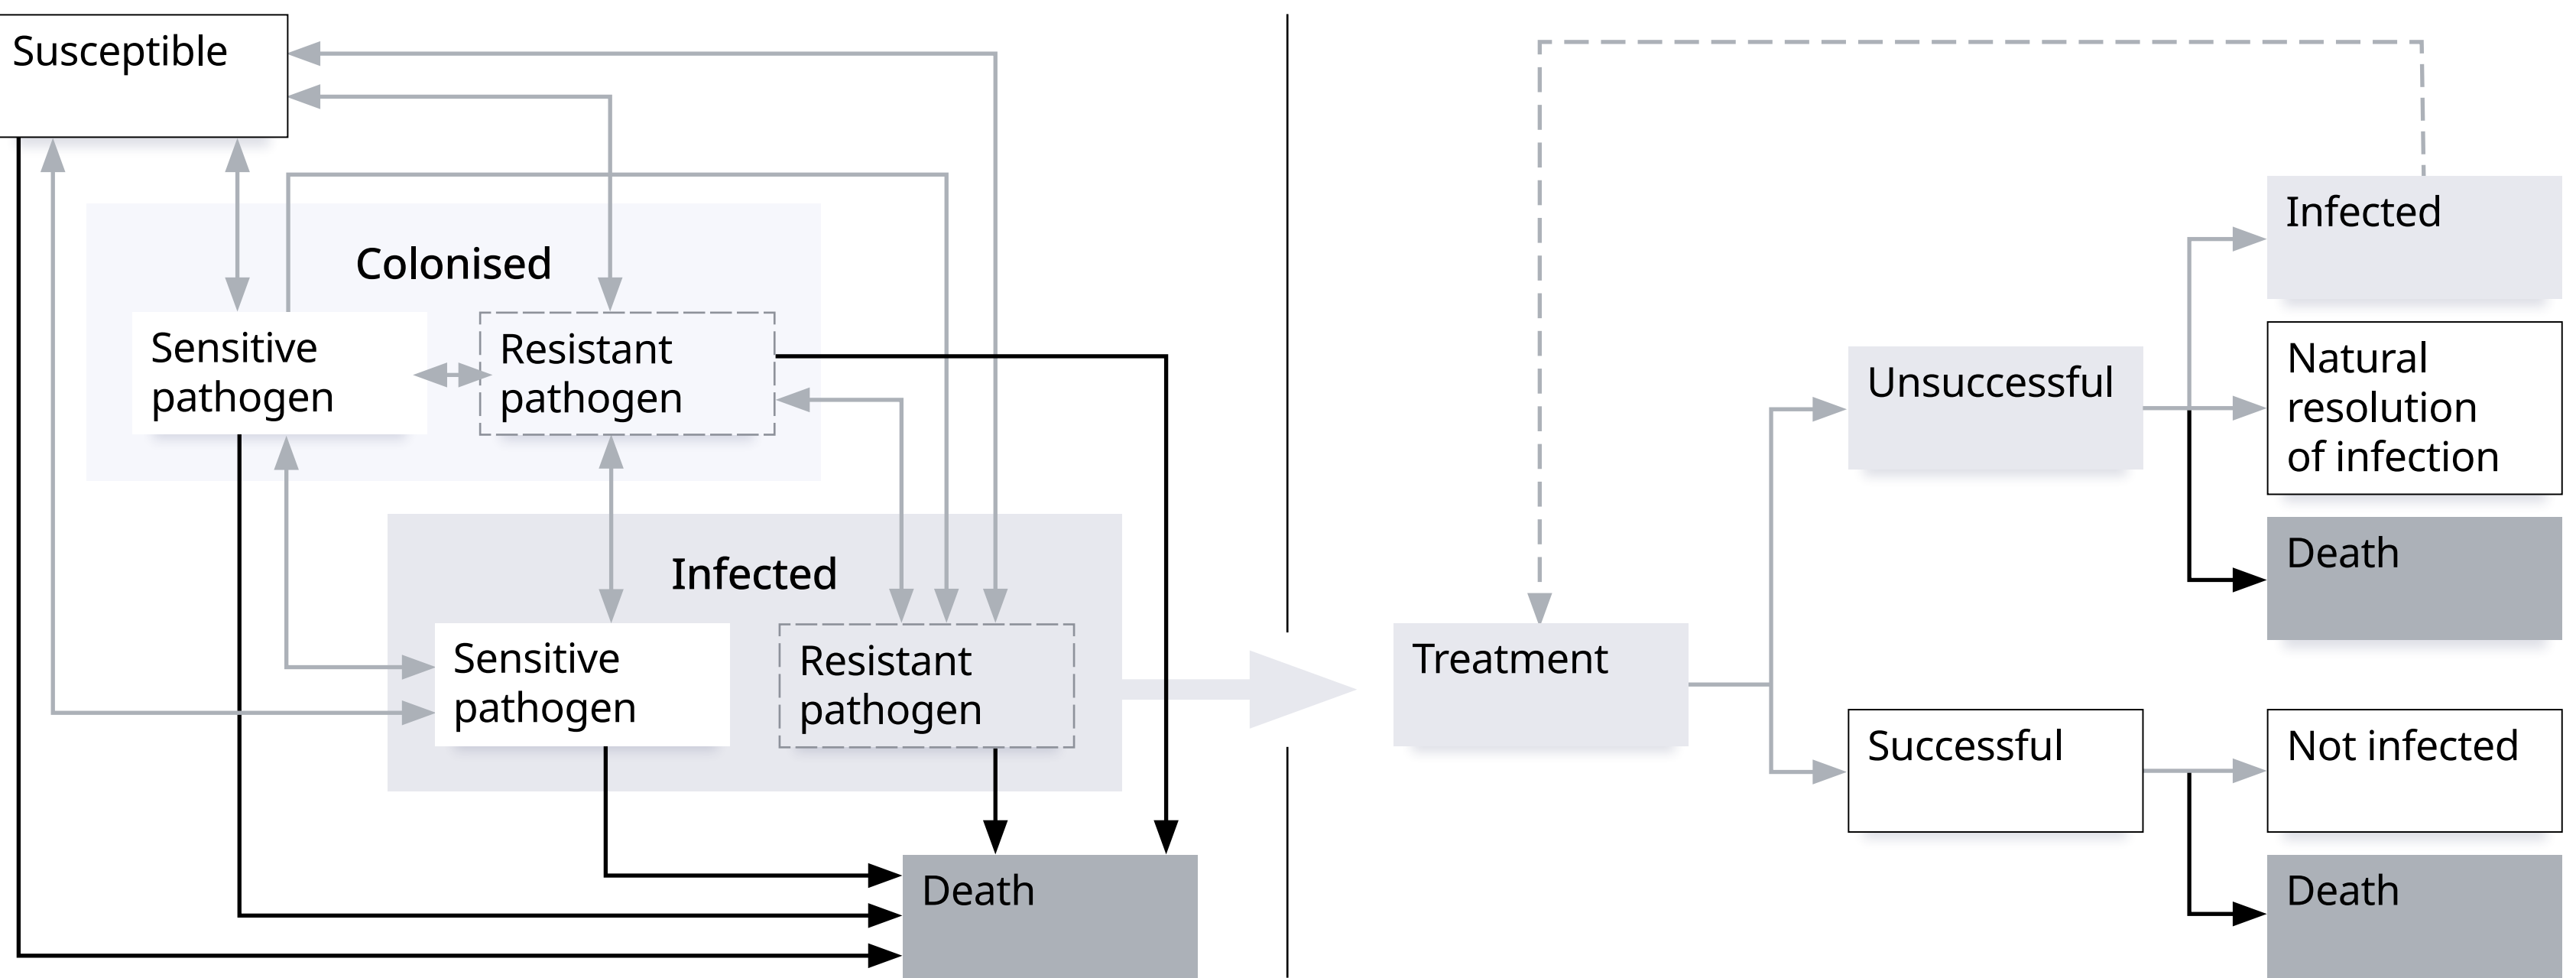 Susceptible
Colonised
Sensitive
pathogen
Resistant
pathogen
Infected
Sensitive
pathogen
Resistant
pathogen
Death
Treatment
Unsuccessful
Successful
Infected
Natural
resolution
of infection
Death
Not infected
Death